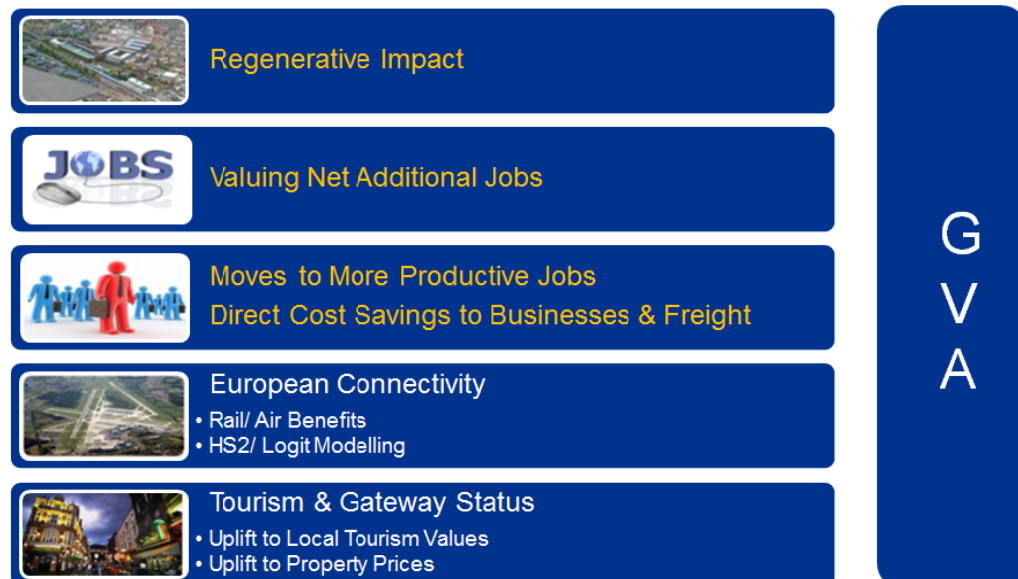 Regenerative Impact
JOBS
Valuing Net Additional Jobs
Moves to More Productive Jobs
Direct Cost Savings to Businesses & Freight
European Connectivity
• Rail/ Air Benefits
• HS2/ Logit Modelling
Tourism & Gateway Status
• Uplift to Local Tourism Values
• Uplift to Property Prices
G
V
A